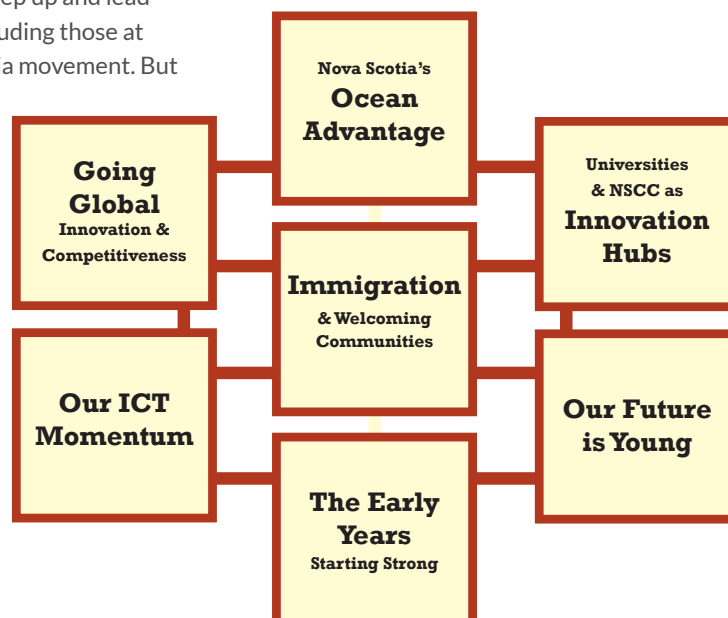 ep up and lead
uding those at
ia movement. But
Nova Scotia's
Ocean
Advantage
Going
Global
Innovation &
Competitiveness
Universities
& NSCC as
Innovation
Hubs
Immigration
& Welcoming
Communities
Our ICT
Momentum
Our Future
is Young
The Early
Years
Starting Strong